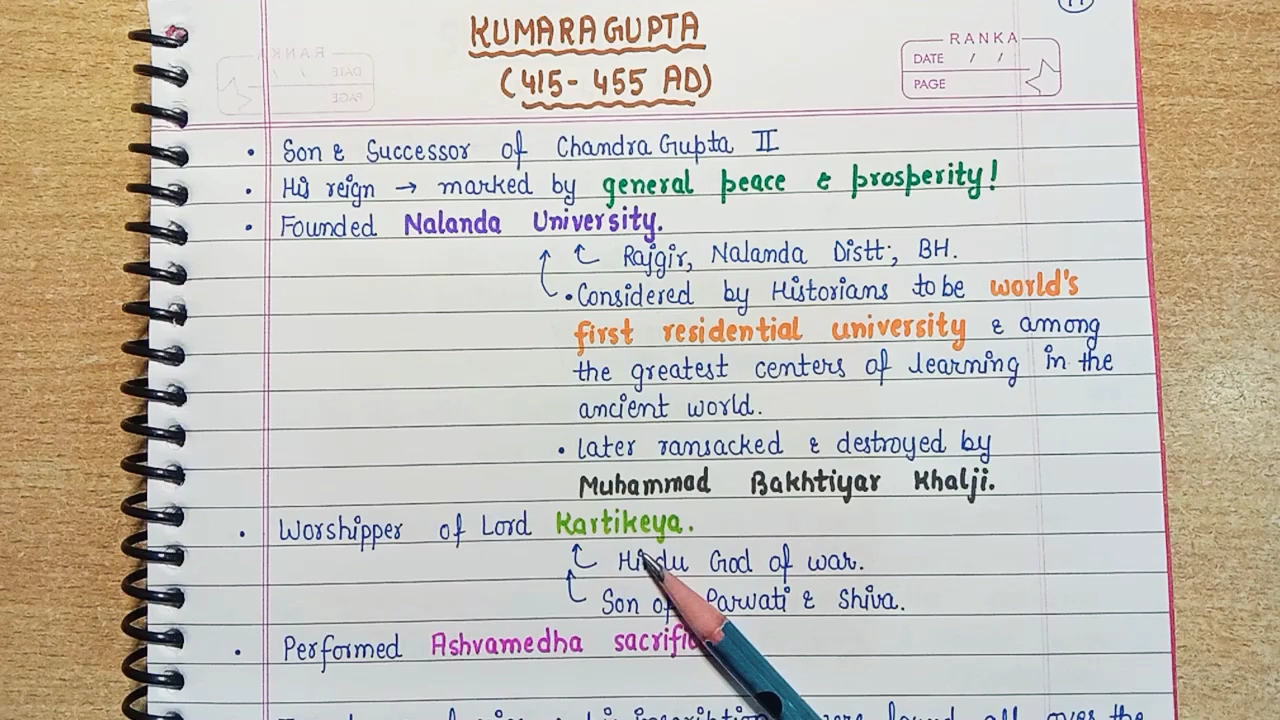 KUMARAGUPTA
(415- 455 AD)
RANKA
DATE / /
PAGE
• Son & Successor of Chandra Gupta II
• His reign → marked by general peace & prosperity!
• Founded Nalanda University.
Rajgir, Nalanda Distt; BH.
• Considered by Historians to be world's
first residential university & among
the greatest centers of learning in the
ancient world.
• later ransacked & destroyed by
Muhammad Bakhtiyar Khalji.
• Worshipper of Lord Kartikeya.
Hindu God of war.
Son of Parvati & Shiva.
• Performed Ashvamedha